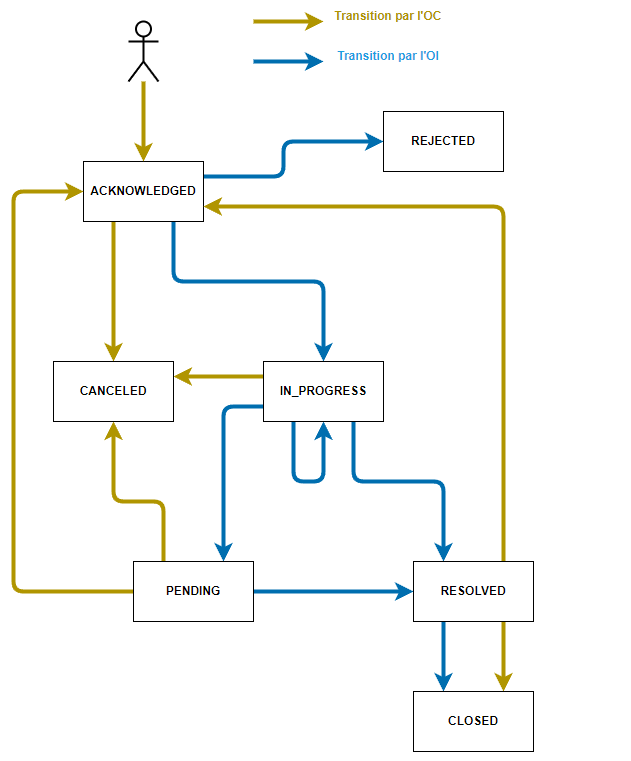 Transition par l'OC
Transition par l'OI
REJECTED
ACKNOWLEDGED
CANCELED
IN_PROGRESS
PENDING
RESOLVED
CLOSED